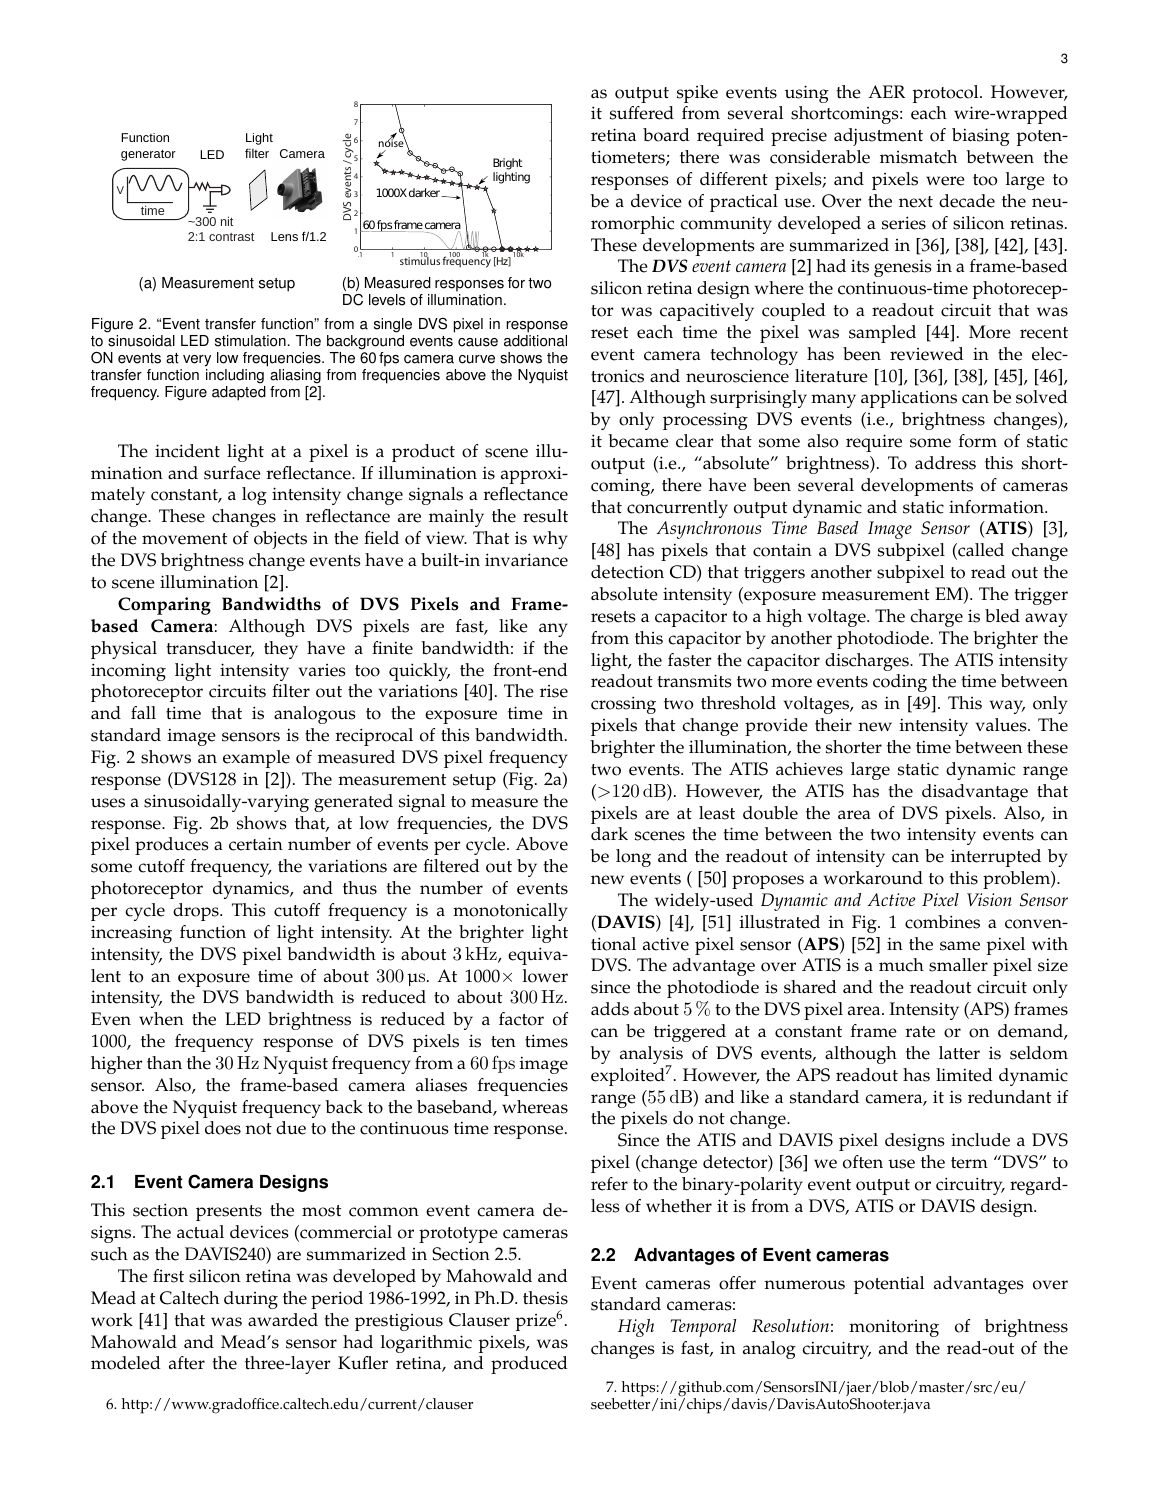 3
Function
generator
LED
Light
filter
Camera
V
time
~300 nit
2:1 contrast
Lens f/1.2
DVS events / cycle
8
7
6
5
4
3
2
1
0
noise
Bright
lighting
1000X darker
60 fps frame camera
.1 1 10 100 1k 10k
stimulus frequency [Hz]
(a) Measurement setup
(b) Measured responses for two
DC levels of illumination.
Figure 2. “Event transfer function” from a single DVS pixel in response
to sinusoidal LED stimulation. The background events cause additional
ON events at very low frequencies. The 60 fps camera curve shows the
transfer function including aliasing from frequencies above the Nyquist
frequency. Figure adapted from [2].
The incident light at a pixel is a product of scene illu-
mination and surface reflectance. If illumination is approxi-
mately constant, a log intensity change signals a reflectance
change. These changes in reflectance are mainly the result
of the movement of objects in the field of view. That is why
the DVS brightness change events have a built-in invariance
to scene illumination [2].
Comparing Bandwidths of DVS Pixels and Frame-
based Camera: Although DVS pixels are fast, like any
physical transducer, they have a finite bandwidth: if the
incoming light intensity varies too quickly, the front-end
photoreceptor circuits filter out the variations [40]. The rise
and fall time that is analogous to the exposure time in
standard image sensors is the reciprocal of this bandwidth.
Fig. 2 shows an example of measured DVS pixel frequency
response (DVS128 in [2]). The measurement setup (Fig. 2a)
uses a sinusoidally-varying generated signal to measure the
response. Fig. 2b shows that, at low frequencies, the DVS
pixel produces a certain number of events per cycle. Above
some cutoff frequency, the variations are filtered out by the
photoreceptor dynamics, and thus the number of events
per cycle drops. This cutoff frequency is a monotonically
increasing function of light intensity. At the brighter light
intensity, the DVS pixel bandwidth is about 3 kHz, equiva-
lent to an exposure time of about 300 µs. At 1000× lower
intensity, the DVS bandwidth is reduced to about 300 Hz.
Even when the LED brightness is reduced by a factor of
1000, the frequency response of DVS pixels is ten times
higher than the 30 Hz Nyquist frequency from a 60 fps image
sensor. Also, the frame-based camera aliases frequencies
above the Nyquist frequency back to the baseband, whereas
the DVS pixel does not due to the continuous time response.
2.1 Event Camera Designs
This section presents the most common event camera de-
signs. The actual devices (commercial or prototype cameras
such as the DAVIS240) are summarized in Section 2.5.
The first silicon retina was developed by Mahowald and
Mead at Caltech during the period 1986-1992, in Ph.D. thesis
work [41] that was awarded the prestigious Clauser prize6.
Mahowald and Mead’s sensor had logarithmic pixels, was
modeled after the three-layer Kufler retina, and produced
6. http://www.gradoffice.caltech.edu/current/clauser
as output spike events using the AER protocol. However,
it suffered from several shortcomings: each wire-wrapped
retina board required precise adjustment of biasing poten-
tiometers; there was considerable mismatch between the
responses of different pixels; and pixels were too large to
be a device of practical use. Over the next decade the neu-
romorphic community developed a series of silicon retinas.
These developments are summarized in [36], [38], [42], [43].
The DVS event camera [2] had its genesis in a frame-based
silicon retina design where the continuous-time photorecep-
tor was capacitively coupled to a readout circuit that was
reset each time the pixel was sampled [44]. More recent
event camera technology has been reviewed in the elec-
tronics and neuroscience literature [10], [36], [38], [45], [46],
[47]. Although surprisingly many applications can be solved
by only processing DVS events (i.e., brightness changes),
it became clear that some also require some form of static
output (i.e., “absolute” brightness). To address this short-
coming, there have been several developments of cameras
that concurrently output dynamic and static information.
The Asynchronous Time Based Image Sensor (ATIS) [3],
[48] has pixels that contain a DVS subpixel (called change
detection CD) that triggers another subpixel to read out the
absolute intensity (exposure measurement EM). The trigger
resets a capacitor to a high voltage. The charge is bled away
from this capacitor by another photodiode. The brighter the
light, the faster the capacitor discharges. The ATIS intensity
readout transmits two more events coding the time between
crossing two threshold voltages, as in [49]. This way, only
pixels that change provide their new intensity values. The
brighter the illumination, the shorter the time between these
two events. The ATIS achieves large static dynamic range
(>120 dB). However, the ATIS has the disadvantage that
pixels are at least double the area of DVS pixels. Also, in
dark scenes the time between the two intensity events can
be long and the readout of intensity can be interrupted by
new events ( [50] proposes a workaround to this problem).
The widely-used Dynamic and Active Pixel Vision Sensor
(DAVIS) [4], [51] illustrated in Fig. 1 combines a conven-
tional active pixel sensor (APS) [52] in the same pixel with
DVS. The advantage over ATIS is a much smaller pixel size
since the photodiode is shared and the readout circuit only
adds about 5 % to the DVS pixel area. Intensity (APS) frames
can be triggered at a constant frame rate or on demand,
by analysis of DVS events, although the latter is seldom
exploited7. However, the APS readout has limited dynamic
range (55 dB) and like a standard camera, it is redundant if
the pixels do not change.
Since the ATIS and DAVIS pixel designs include a DVS
pixel (change detector) [36] we often use the term “DVS” to
refer to the binary-polarity event output or circuitry, regard-
less of whether it is from a DVS, ATIS or DAVIS design.
2.2 Advantages of Event cameras
Event cameras offer numerous potential advantages over
standard cameras:
High Temporal Resolution: monitoring of brightness
changes is fast, in analog circuitry, and the read-out of the
7. https://github.com/SensorsINI/jaer/blob/master/src/eu/
seebetter/ini/chips/davis/DavisAutoShooter.java